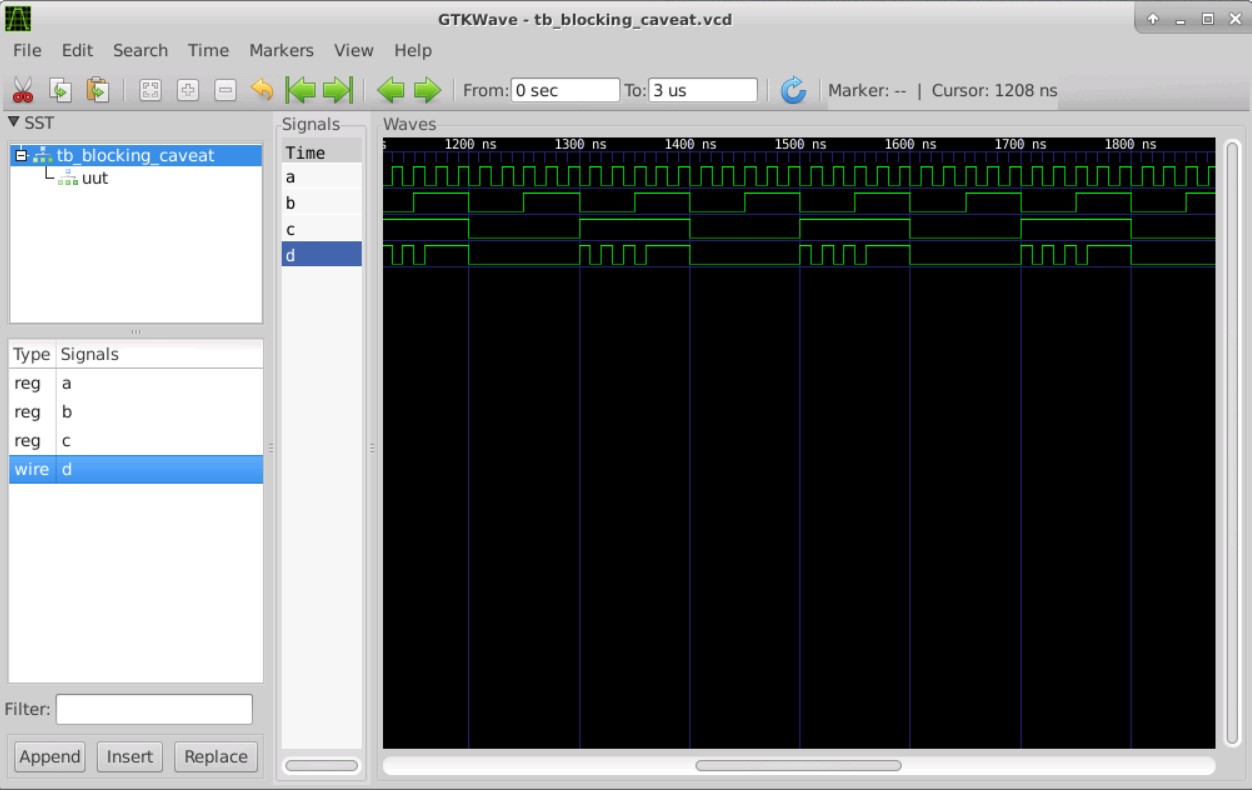 GTKWave - tb_blocking_caveat.vcd
File Edit Search Time Markers View Help
From: 0 sec To: 3 us Marker: -- | Cursor: 1208 ns
SST
tb_blocking_caveat
uut
Type Signals
reg a
reg b
reg c
wire d
Filter:
Append Insert Replace
Signals
Time
a
b
c
d
Waves
s 1200 ns 1300 ns 1400 ns 1500 ns 1600 ns 1700 ns 1800 ns